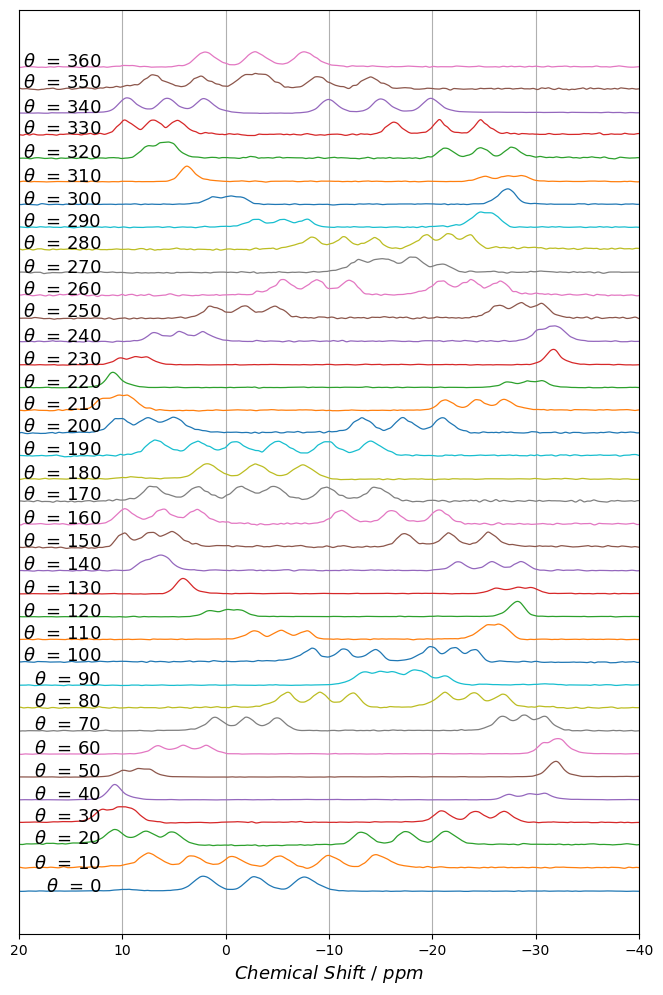 θ = 360
θ = 350
θ = 340
θ = 330
θ = 320
θ = 310
θ = 300
θ = 290
θ = 280
θ = 270
θ = 260
θ = 250
θ = 240
θ = 230
θ = 220
θ = 210
θ = 200
θ = 190
θ = 180
θ = 170
θ = 160
θ = 150
θ = 140
θ = 130
θ = 120
θ = 110
θ = 100
θ = 90
θ = 80
θ = 70
θ = 60
θ = 50
θ = 40
θ = 30
θ = 20
θ = 10
θ = 0
20 10 0 −10 −20 −30 −40
Chemical Shift / ppm